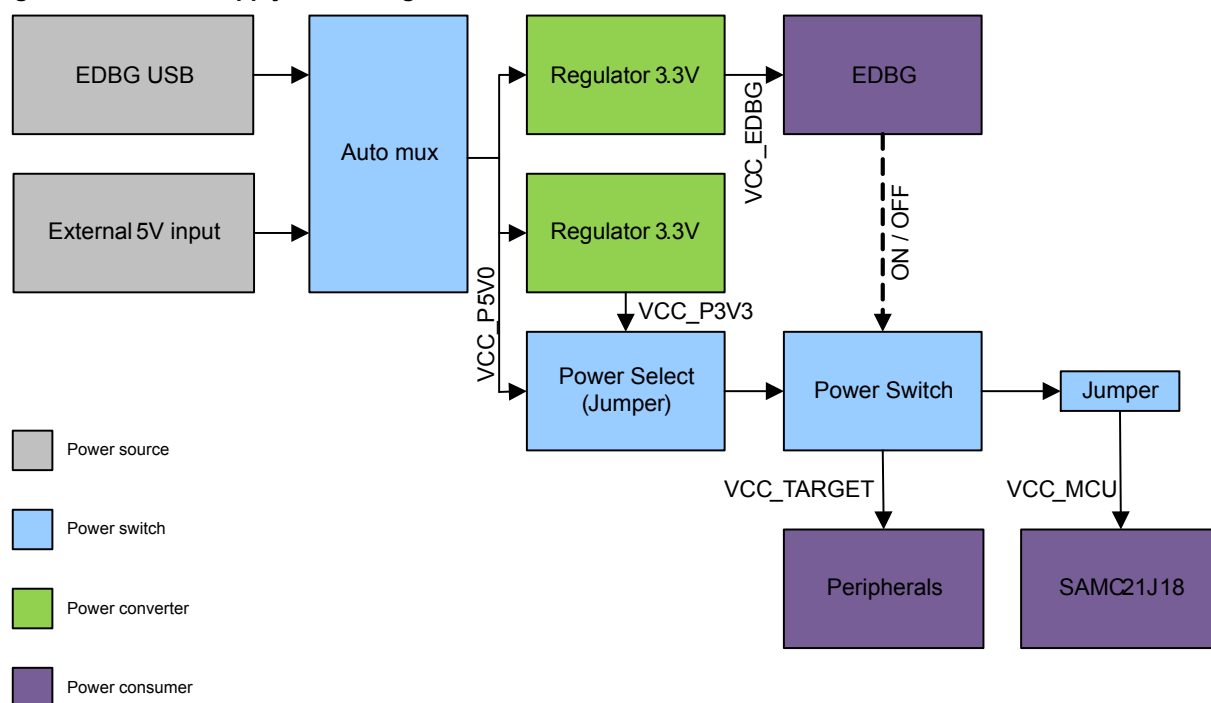 EDBG USB
Regulator 3.3V
VCC_EDBG
EDBG
Auto mux
External 5V input
Regulator 3.3V
ON / OFF
VCC_P5V0
VCC_P3V3
Power Select
(Jumper)
Power Switch
Jumper
Power source
VCC_TARGET
VCC_MCU
Power switch
Peripherals
SAMC21J18
Power converter
Power consumer